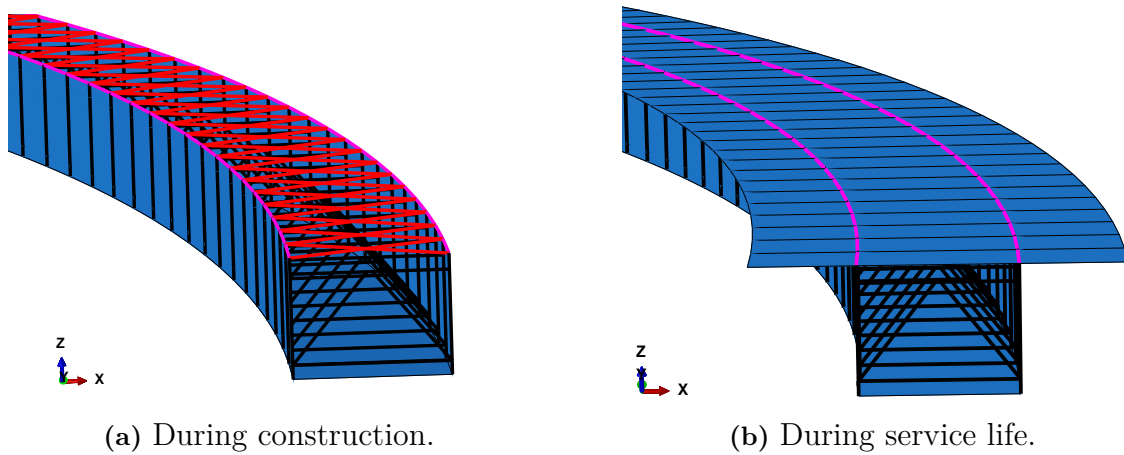 Z
Y
X
Z
X
(a) During construction.
(b) During service life.